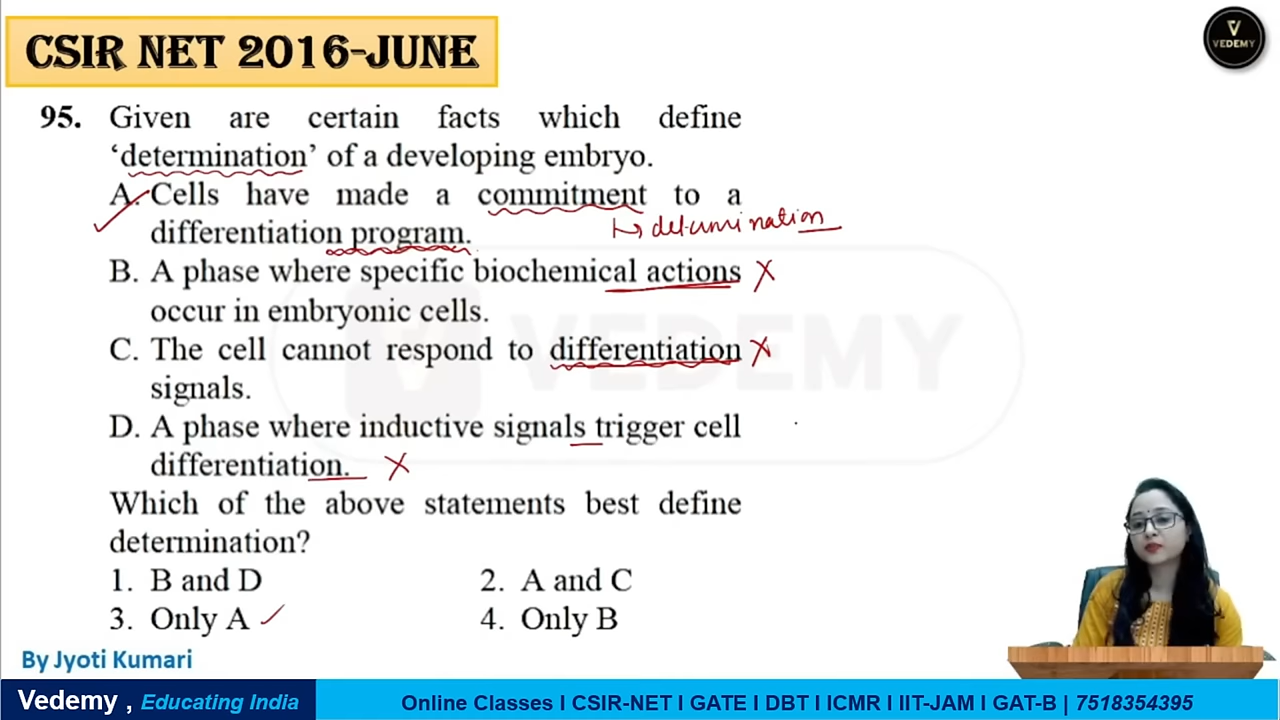 CSIR NET 2016-JUNE
V
VEDEMY
95. Given are certain facts which define
'determination' of a developing embryo.
A. Cells have made a commitment to a
differentiation program.
↳ determination
B. A phase where specific biochemical actions X
occur in embryonic cells.
VEDEMY
C. The cell cannot respond to differentiation X
signals.
D. A phase where inductive signals trigger cell
differentiation. X
Which of the above statements best define
determination?
1. B and D 2. A and C
3. Only A ✓ 4. Only B
By Jyoti Kumari
Vedemy , Educating India
Online Classes I CSIR-NET I GATE I DBT I ICMR I IIT-JAM I GAT-B | 7518354395